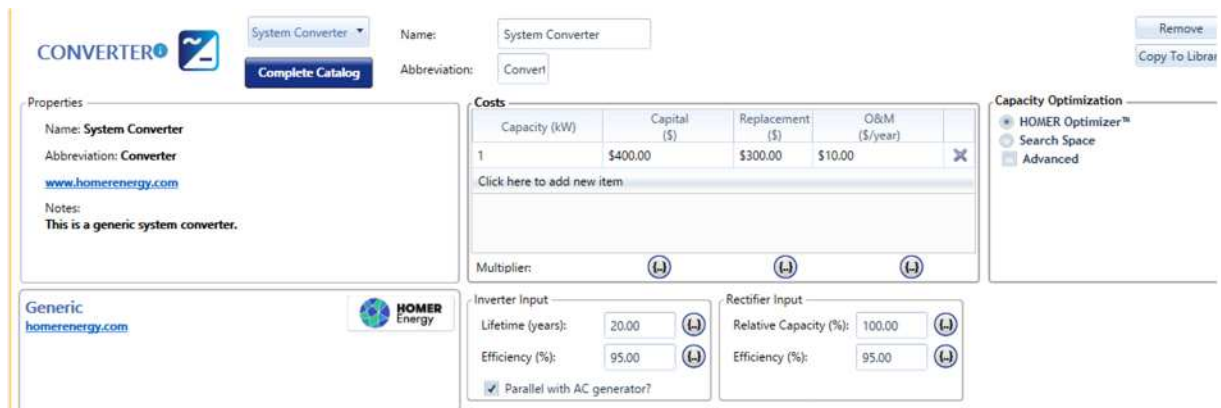 CONVERTER
System Converter
Complete Catalog
Name:
System Converter
Abbreviation:
Convert
Remove
Copy To Librar
Properties
Name: System Converter
Abbreviation: Converter
www.homerenergy.com
Notes:
This is a generic system converter.
Costs
Capacity (kW)
Capital
($)
Replacement
($)
O&M
($/year)
1
$400.00
$300.00
$10.00
Click here to add new item
Multiplier:
{..}
{..}
{..}
Capacity Optimization
HOMER Optimizer™
Search Space
Advanced
Generic
homerenergy.com
HOMER
Energy
Inverter Input
Lifetime (years):
20.00
{..}
Efficiency (%):
95.00
{..}
Parallel with AC generator?
Rectifier Input
Relative Capacity (%):
100.00
{..}
Efficiency (%):
95.00
{..}